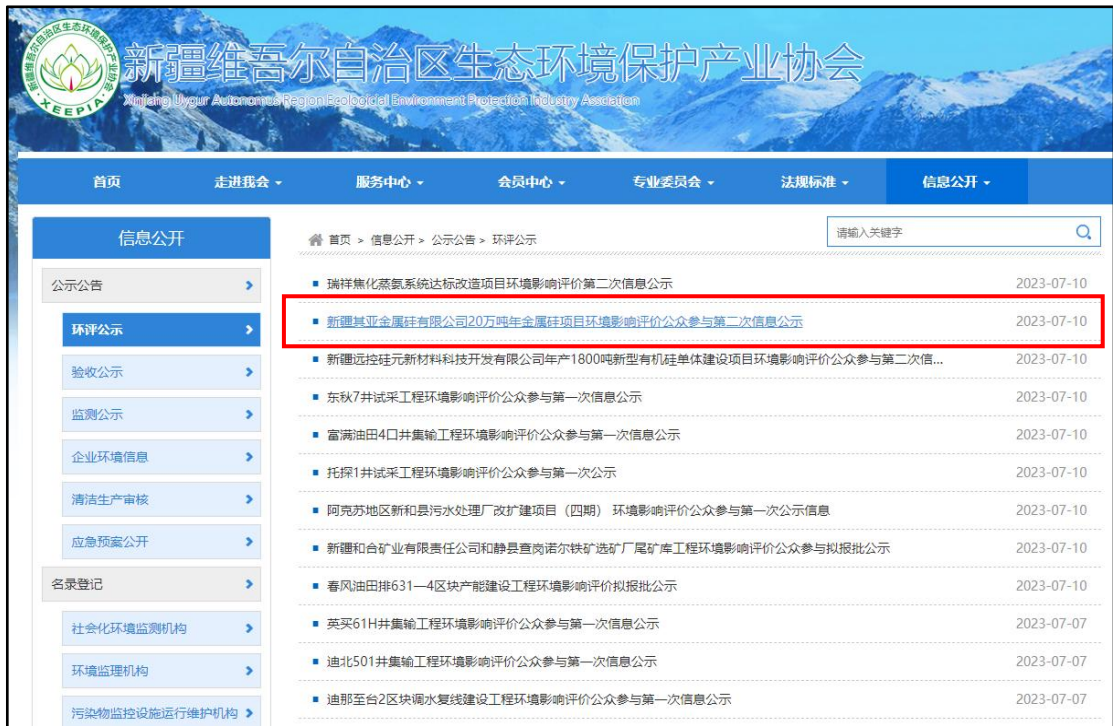 新疆维吾尔自治区生态环境保护产业协会
XEEPIA
新疆维吾尔自治区生态环境保护产业协会
Xinjiang Uygur Autonomous Region Ecological Environment Protection Industry
首页 走进我会 服务中心 会员中心 专业委员会 法规标准 信息公开
信息公开
首页 > 信息公开 > 公示公告 > 环评公示
请输入关键字
公示公告
环评公示
验收公示
监测公示
企业环境信息
清洁生产审核
应急预案公开
名录登记
社会化环境监测机构
环境监理机构
污染物监控设施运行维护机构
瑞祥焦化蒸氨系统达标改造项目环境影响评价第二次信息公示 2023-07-10
新疆其亚金属硅有限公司20万吨年金属硅项目环境影响评价公众参与第二次信息公示 2023-07-10
新疆远控硅元新材料科技开发有限公司年产1800吨新型有机硅单体建设项目环境影响评价公众参与第二次信... 2023-07-10
东秋7井试采工程环境影响评价公众参与第一次信息公示 2023-07-10
富满油田4口井集输工程环境影响评价公众参与第一次信息公示 2023-07-10
托探1井试采工程环境影响评价公众参与第一次公示 2023-07-10
阿克苏地区新和县污水处理厂改扩建项目（四期） 环境影响评价公众参与第一次公示信息 2023-07-10
新疆和合矿业有限责任公司和静县查岗诺尔铁矿选矿厂尾矿库工程环境影响评价公众参与拟报批公示 2023-07-10
春风油田排631—4区块产能建设工程环境影响评价拟报批公示 2023-07-10
英买61H井集输工程环境影响评价公众参与第一次信息公示 2023-07-07
迪北501井集输工程环境影响评价公众参与第一次信息公示 2023-07-07
迪那至台2区块调水复线建设工程环境影响评价公众参与第一次信息公示 2023-07-07